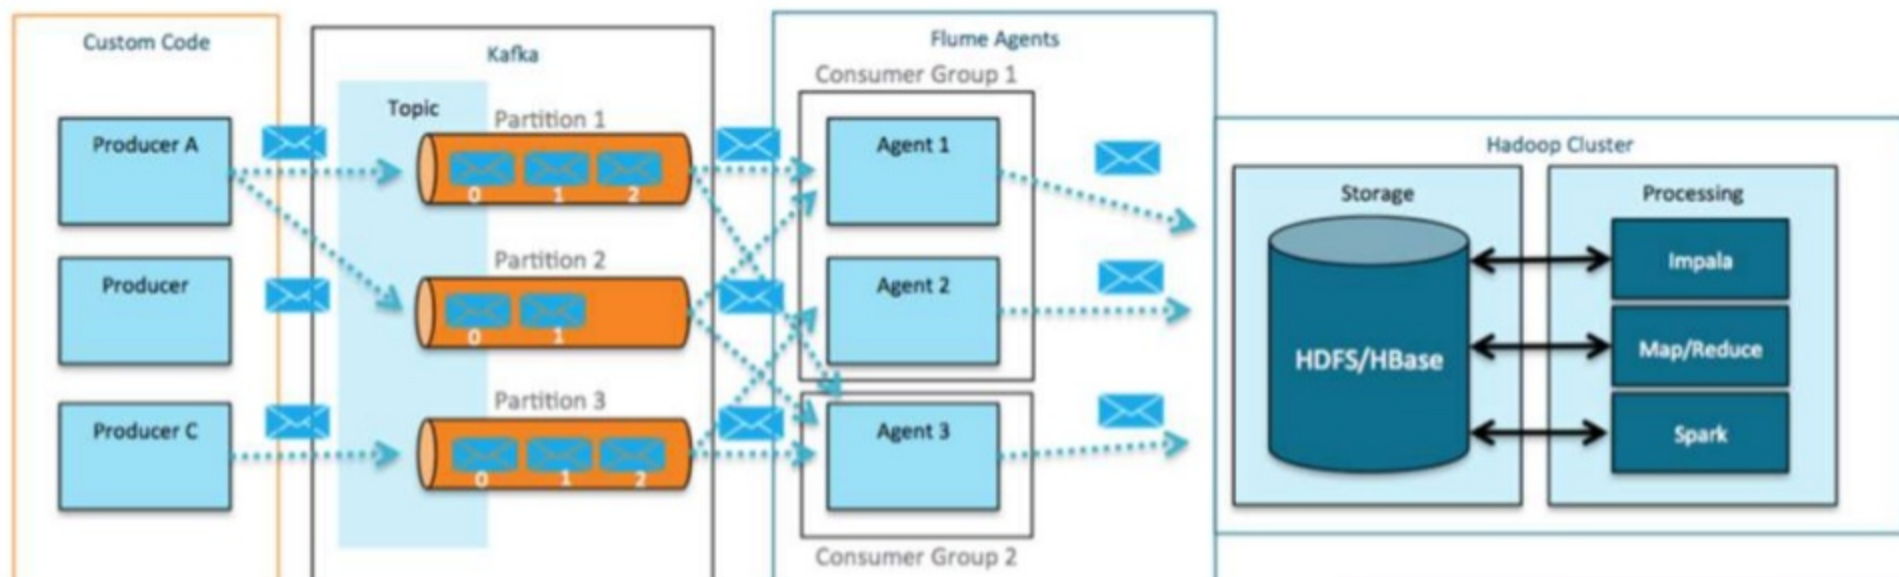 Custom Code
Producer A
Producer
Producer C
Kafka
Topic
Partition 1
0 1 2
Partition 2
0 1
Partition 3
0 1 2
Flume Agents
Consumer Group 1
Agent 1
Agent 2
Agent 3
Consumer Group 2
Hadoop Cluster
Storage
HDFS/HBase
Processing
Impala
Map/Reduce
Spark